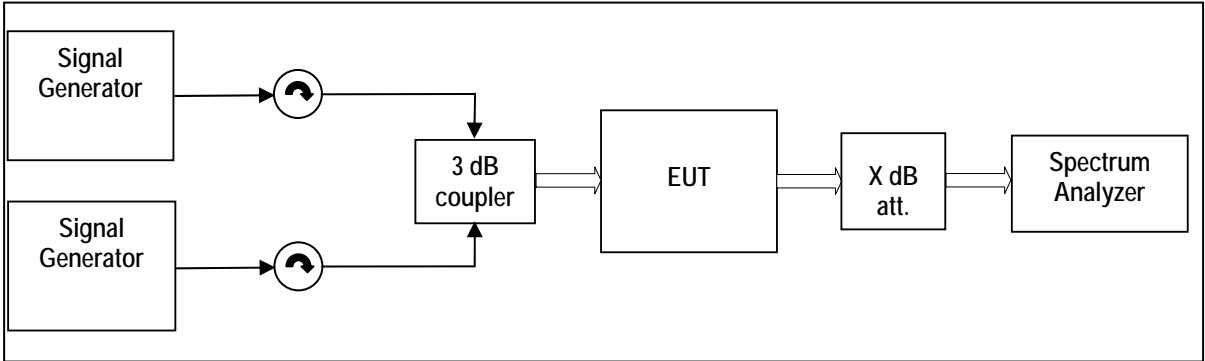 Signal
Generator
3 dB
coupler
EUT
X dB
att.
Spectrum
Analyzer
Signal
Generator